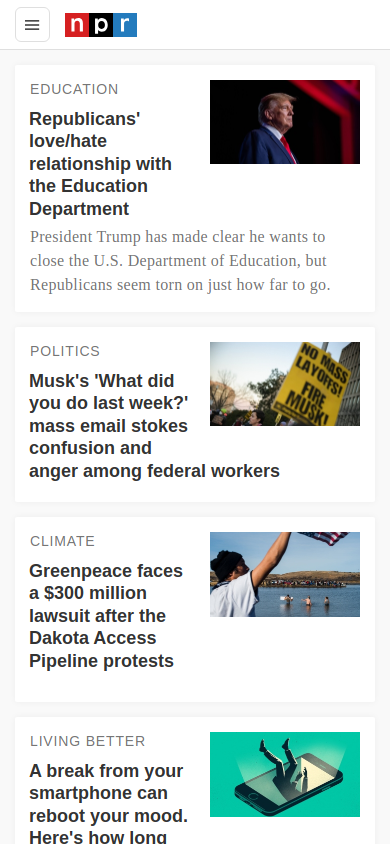 npr
EDUCATION
Republicans'
love/hate
relationship with
the Education
Department
President Trump has made clear he wants to
close the U.S. Department of Education, but
Republicans seem torn on just how far to go.
POLITICS
Musk's 'What did
you do last week?'
mass email stokes
confusion and
anger among federal workers
NO MASS
LAYOFFS!
FIRE
MUSK!
CLIMATE
Greenpeace faces
a $300 million
lawsuit after the
Dakota Access
Pipeline protests
LIVING BETTER
A break from your
smartphone can
reboot your mood.
Here's how long